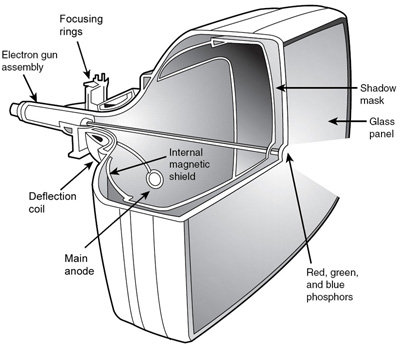 Focusing
rings
Electron gun
assembly
Shadow
mask
Glass
panel
Internal
magnetic
shield
Deflection
coil
Main
anode
Red, green,
and blue
phosphors